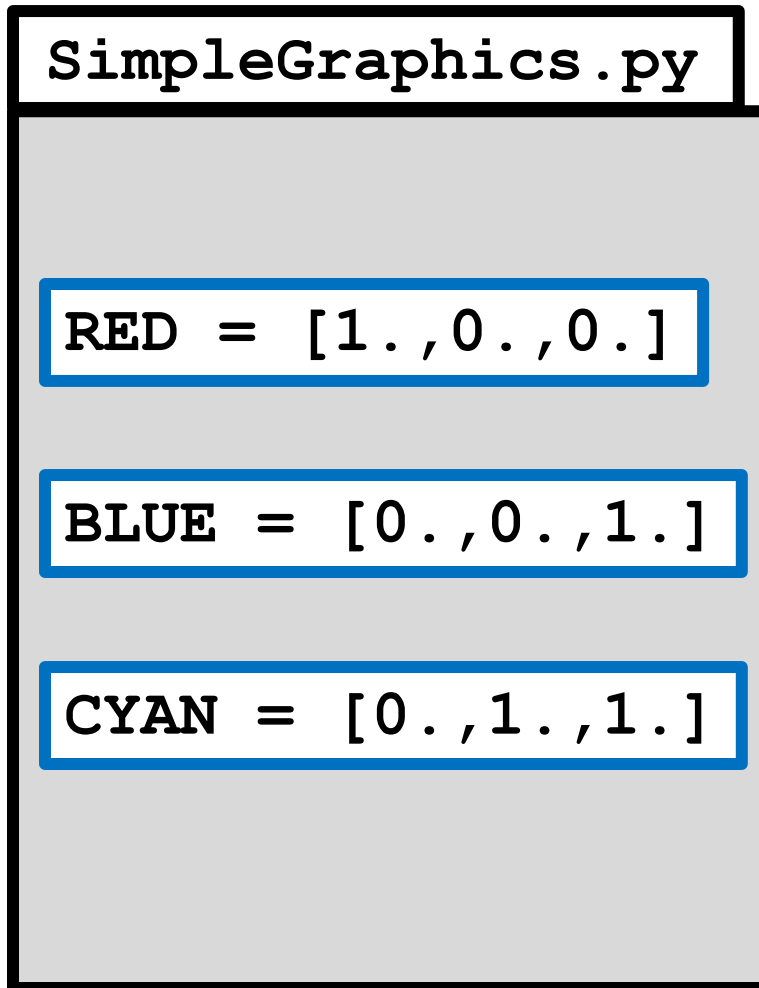 SimpleGraphics.py
RED = [1.,0.,0.]
BLUE = [0.,0.,1.]
CYAN = [0.,1.,1.]